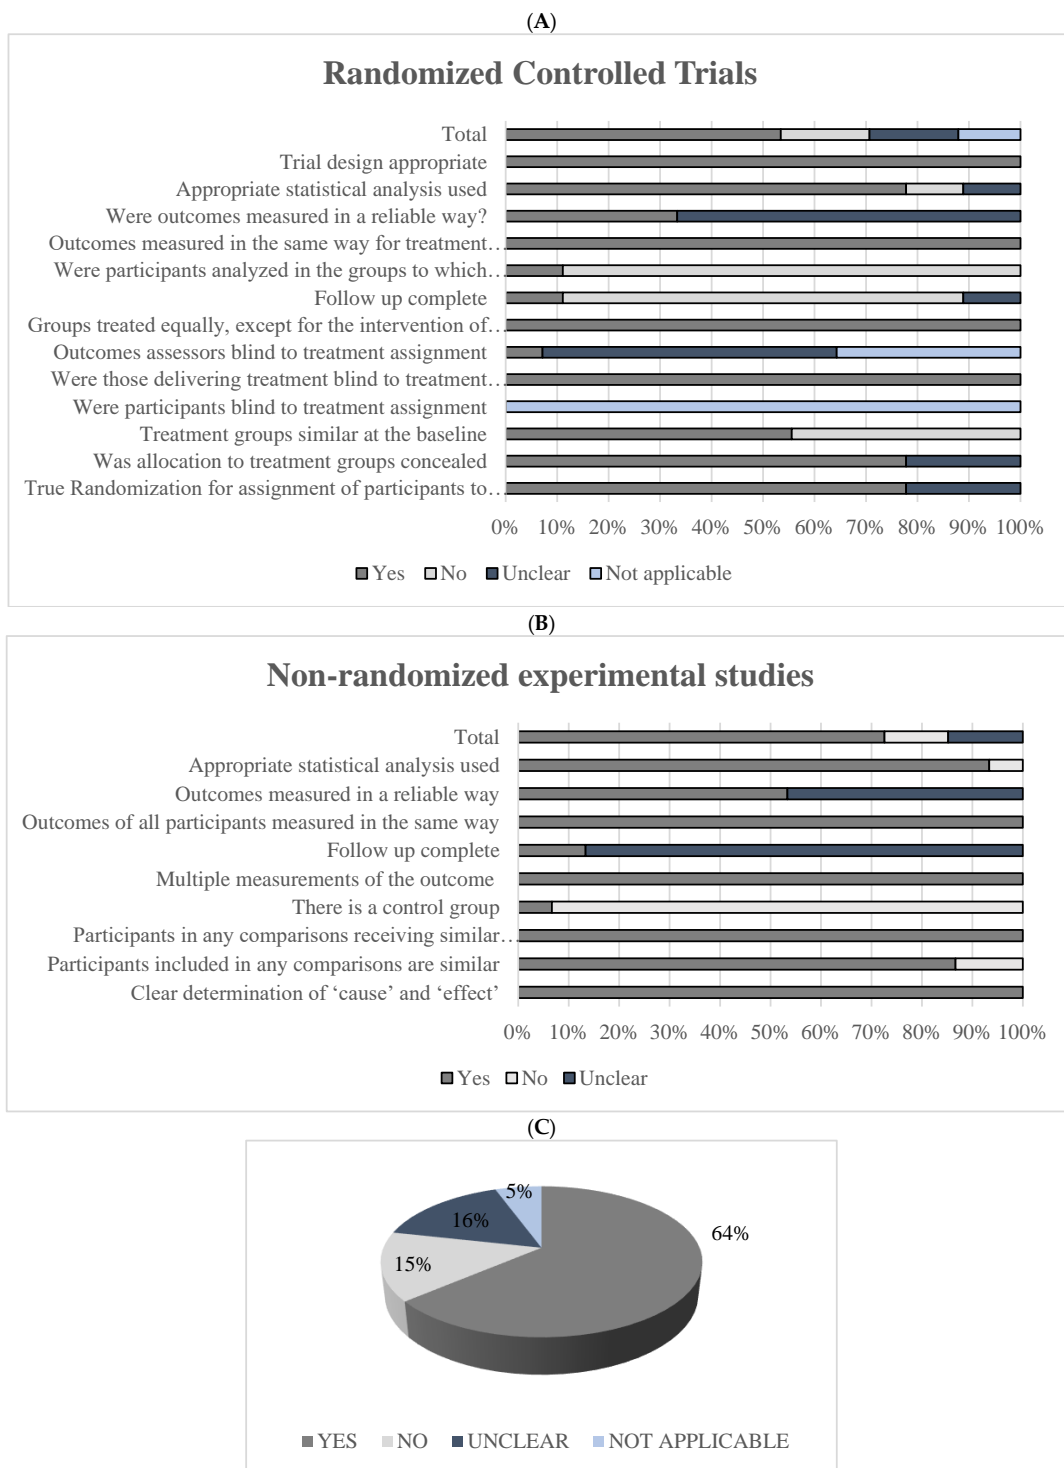 (A)
Randomized Controlled Trials
Total
Trial design appropriate
Appropriate statistical analysis used
Were outcomes measured in a reliable way?
Outcomes measured in the same way for treatment…
Were participants analyzed in the groups to which…
Follow up complete
Groups treated equally, except for the intervention of…
Outcomes assessors blind to treatment assignment
Were those delivering treatment blind to treatment…
Were participants blind to treatment assignment
Treatment groups similar at the baseline
Was allocation to treatment groups concealed
True Randomization for assignment of participants to…
0% 10% 20% 30% 40% 50% 60% 70% 80% 90% 100%
Yes No Unclear Not applicable
(B)
Non-randomized experimental studies
Total
Appropriate statistical analysis used
Outcomes measured in a reliable way
Outcomes of all participants measured in the same way
Follow up complete
Multiple measurements of the outcome
There is a control group
Participants in any comparisons receiving similar…
Participants included in any comparisons are similar
Clear determination of ‘cause’ and ‘effect’
0% 10% 20% 30% 40% 50% 60% 70% 80% 90% 100%
Yes No Unclear
(C)
5%
16%
64%
15%
YES NO UNCLEAR NOT APPLICABLE